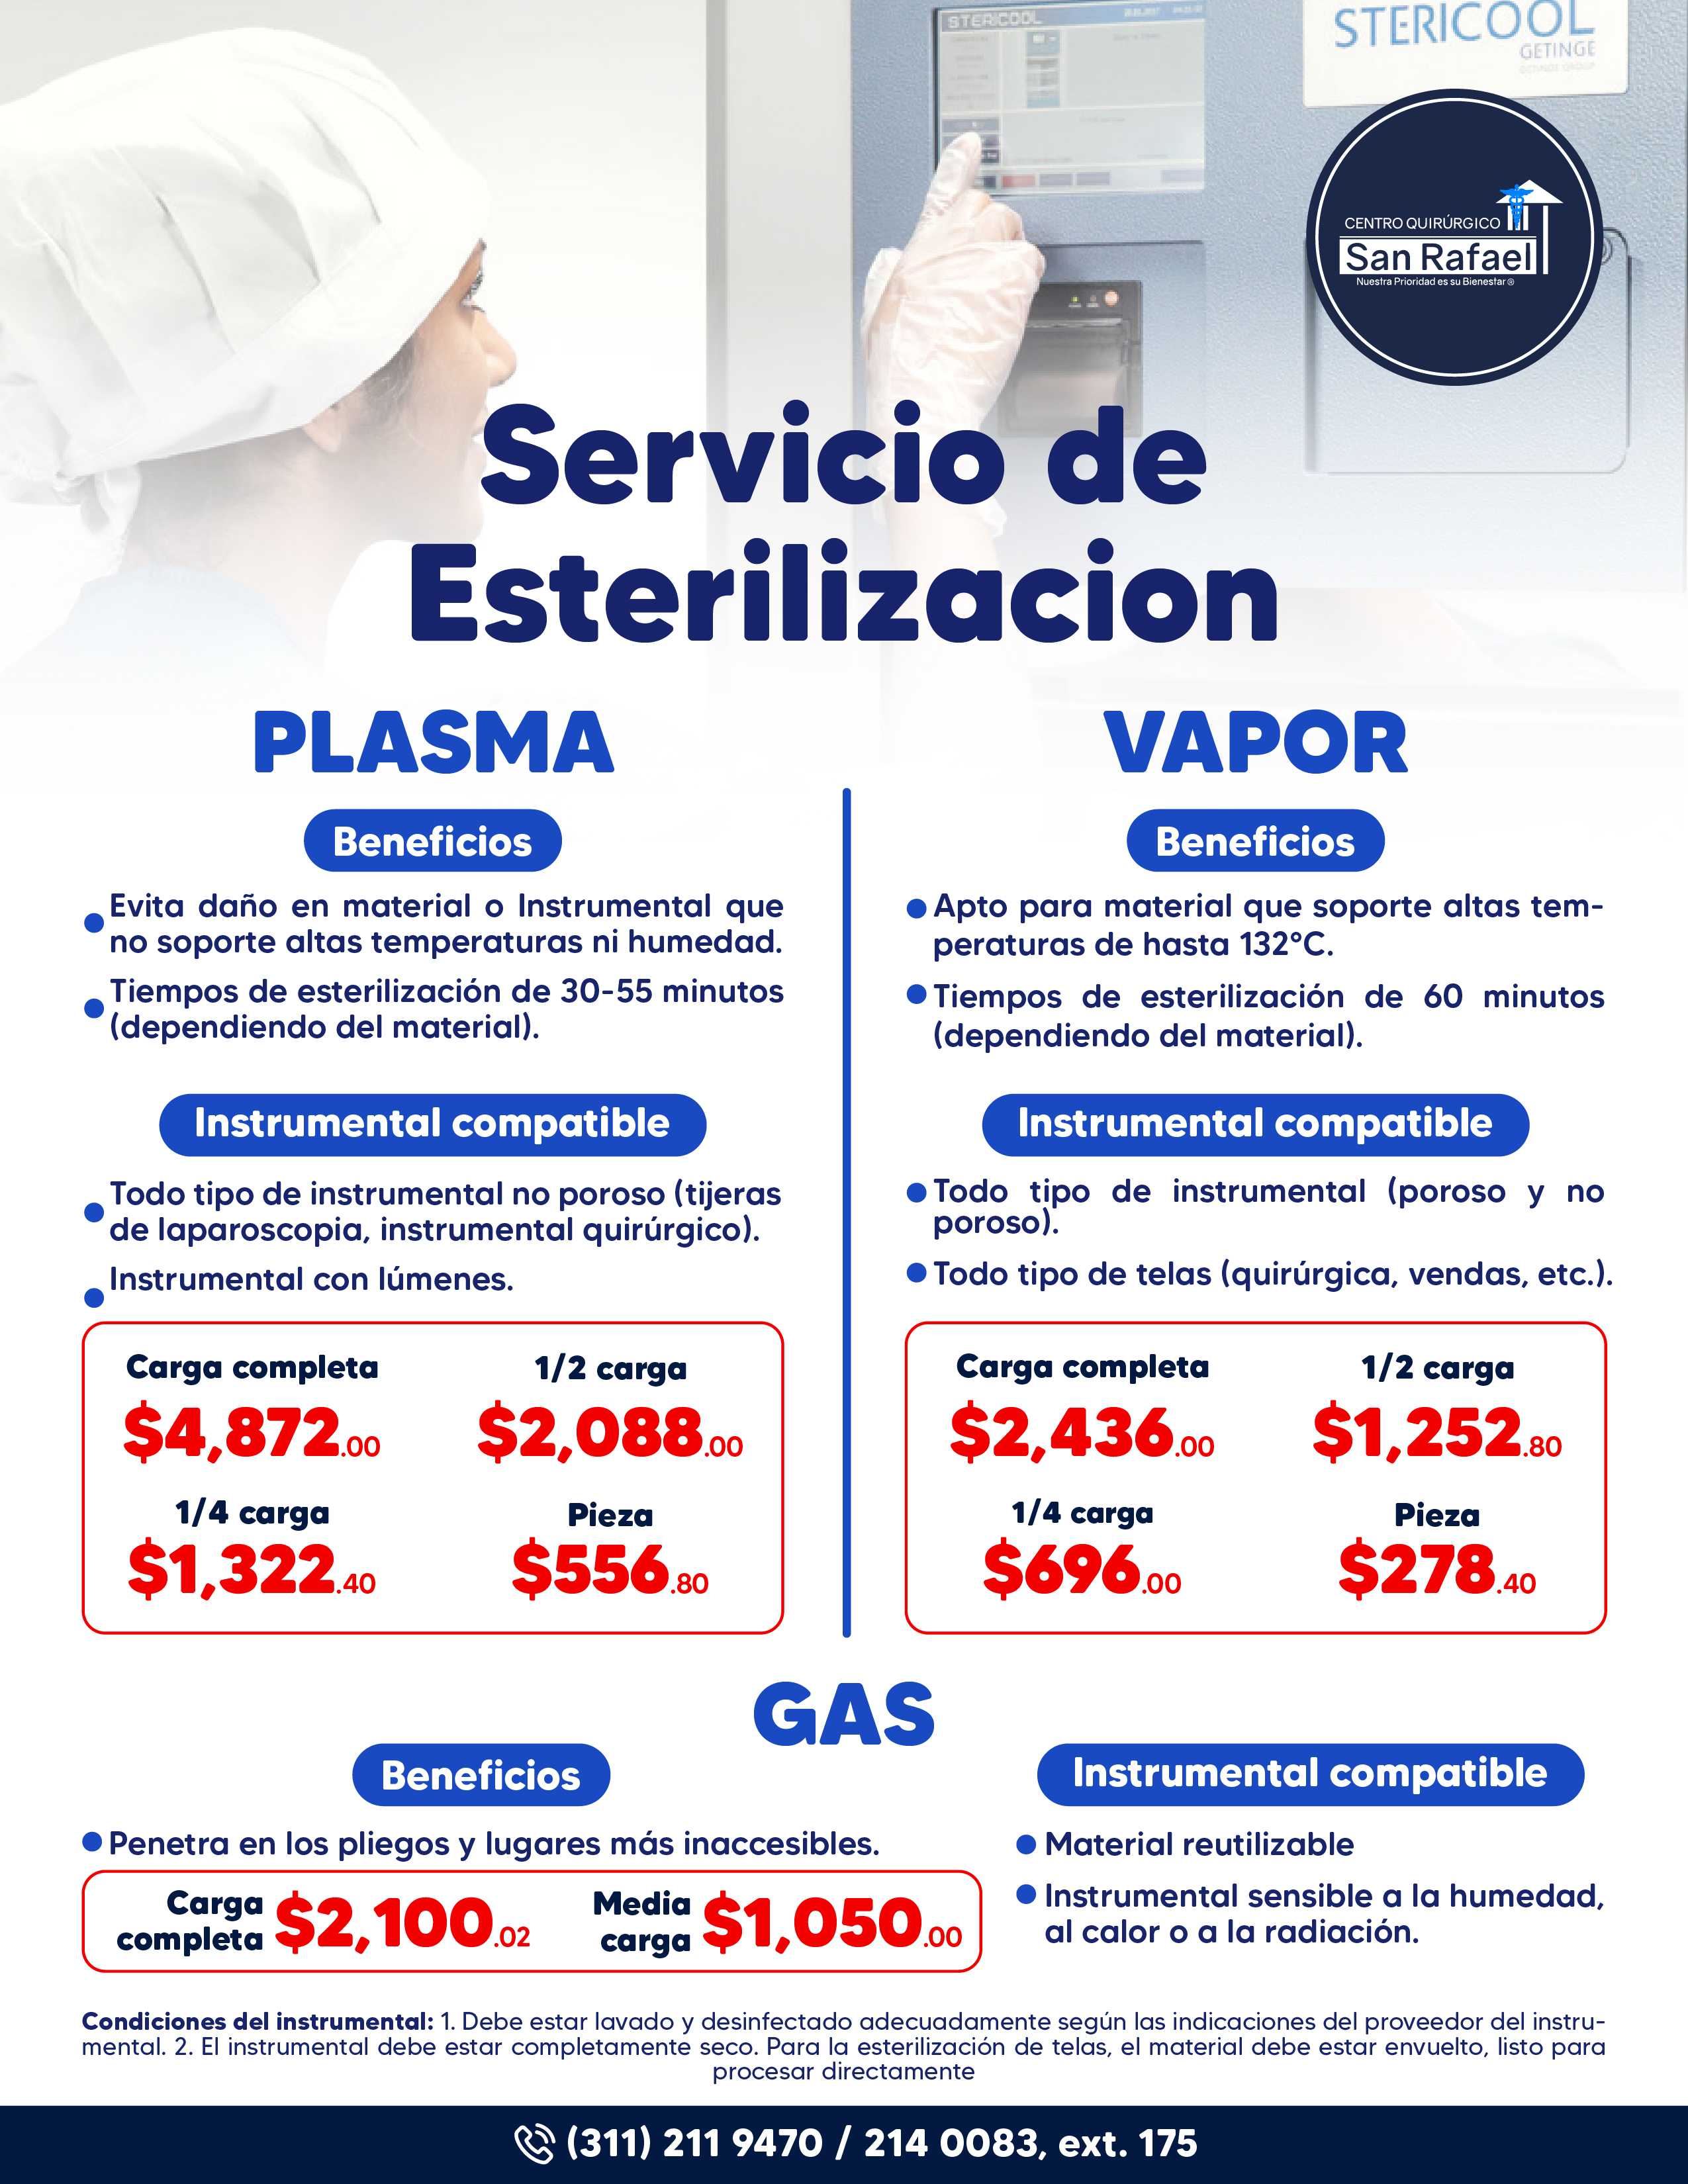 STERICOOL
STERICOOL
GETINGE
GETINGE GROUP
CENTRO QUIRÚRGICO
San Rafael
Nuestra Prioridad es su Bienestar ®
Servicio de
Esterilizacion
PLASMA
Beneficios
Evita daño en material o Instrumental que
no soporte altas temperaturas ni humedad.
Tiempos de esterilización de 30-55 minutos
(dependiendo del material).
Instrumental compatible
Todo tipo de instrumental no poroso (tijeras
de laparoscopia, instrumental quirúrgico).
Instrumental con lúmenes.
Carga completa
$4,872.00
1/2 carga
$2,088.00
1/4 carga
$1,322.40
Pieza
$556.80
VAPOR
Beneficios
Apto para material que soporte altas tem-
peraturas de hasta 132°C.
Tiempos de esterilización de 60 minutos
(dependiendo del material).
Instrumental compatible
Todo tipo de instrumental (poroso y no
poroso).
Todo tipo de telas (quirúrgica, vendas, etc.).
Carga completa
$2,436.00
1/2 carga
$1,252.80
1/4 carga
$696.00
Pieza
$278.40
GAS
Beneficios
Penetra en los pliegos y lugares más inaccesibles.
Carga
completa
$2,100.02
Media
carga
$1,050.00
Instrumental compatible
Material reutilizable
Instrumental sensible a la humedad,
al calor o a la radiación.
Condiciones del instrumental: 1. Debe estar lavado y desinfectado adecuadamente según las indicaciones del proveedor del instru-
mental. 2. El instrumental debe estar completamente seco. Para la esterilización de telas, el material debe estar envuelto, listo para
procesar directamente
(311) 211 9470 / 214 0083, ext. 175